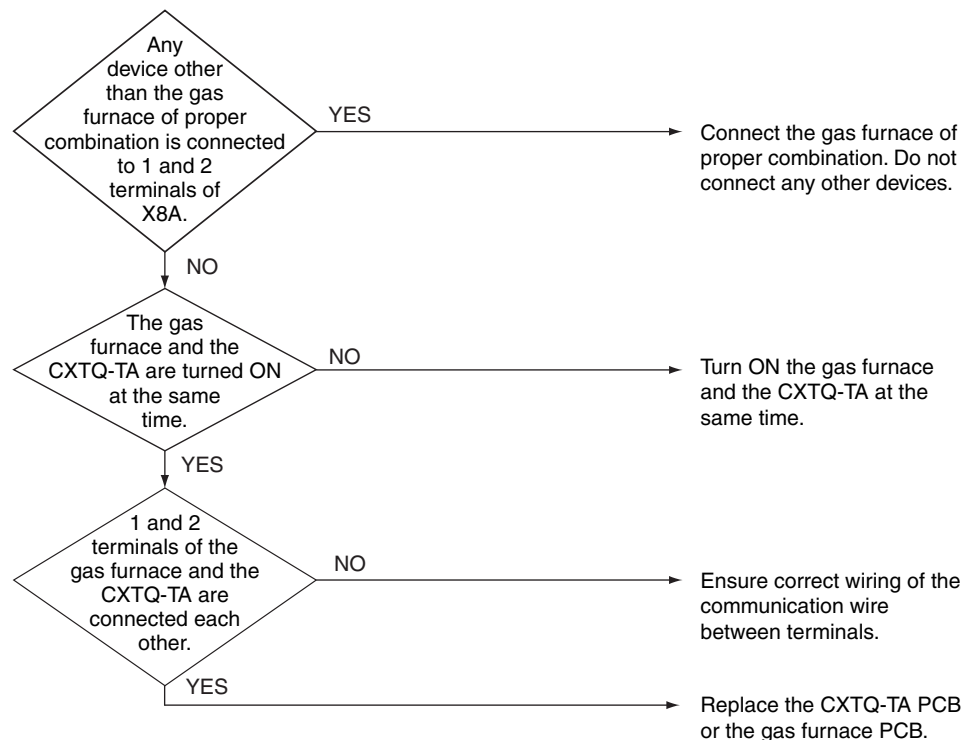 Any
device other
than the gas
furnace of proper
combination is connected
to 1 and 2
terminals of
X8A.
YES
Connect the gas furnace of
proper combination. Do not
connect any other devices.
NO
The gas
furnace and the
CXTQ-TA are turned ON
at the same
time.
NO
Turn ON the gas furnace
and the CXTQ-TA at the
same time.
YES
1 and 2
terminals of the
gas furnace and the
CXTQ-TA are
connected each
other.
NO
Ensure correct wiring of the
communication wire
between terminals.
YES
Replace the CXTQ-TA PCB
or the gas furnace PCB.